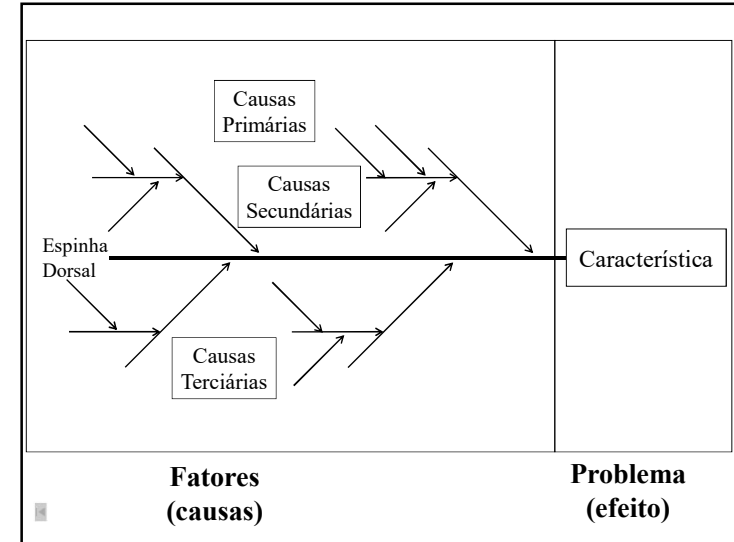 Causas
Primárias
Causas
Secundárias
Espinha
Dorsal
Característica
Causas
Terciárias
Fatores
(causas)
Problema
(efeito)